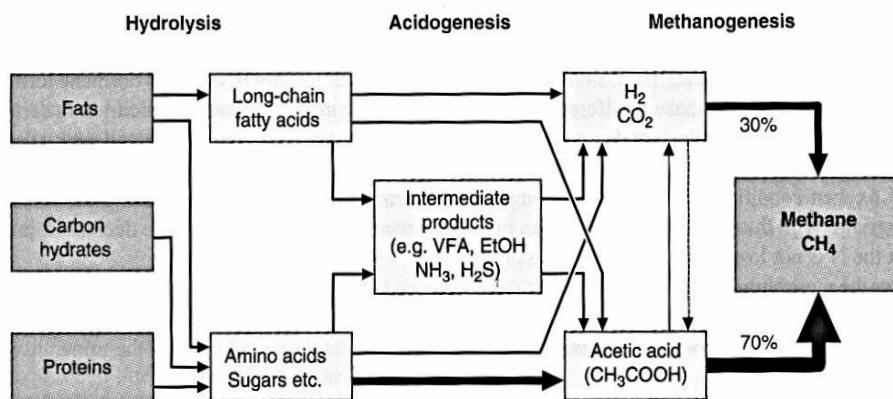 Hydrolysis
Acidogenesis
Methanogenesis
Fats
Long-chain
fatty acids
H2
CO2
30%
Carbon
hydrates
Intermediate
products
(e.g. VFA, EtOH
NH3, H2S)
Methane
CH4
Proteins
Amino acids
Sugars etc.
Acetic acid
(CH3COOH)
70%